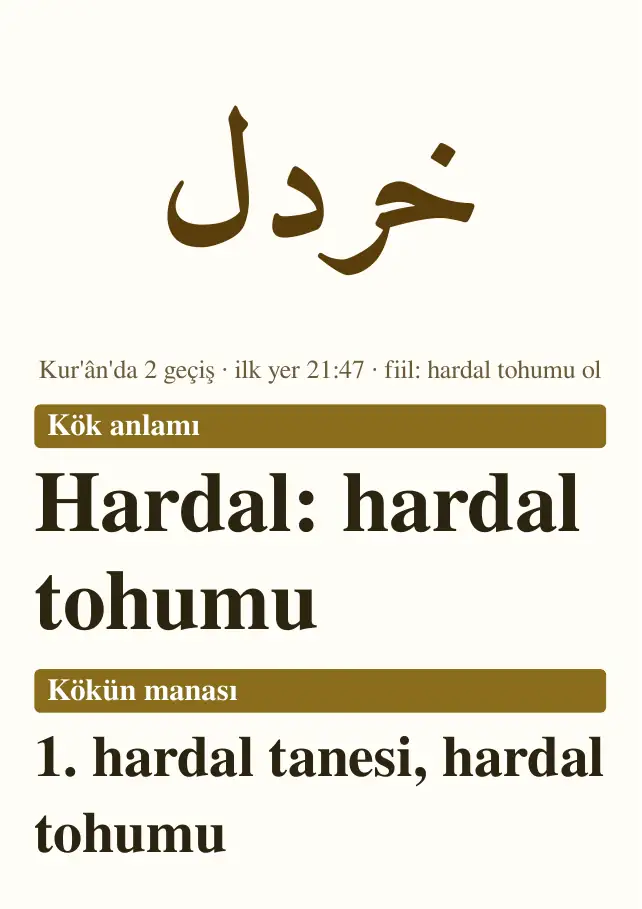 خردل
Kur'ân'da 2 geçiş · ilk yer 21:47 · fiil: hardal tohumu ol
Kök anlamı
Hardal: hardal
tohumu
Kökün manası
1. hardal tanesi, hardal
tohumu